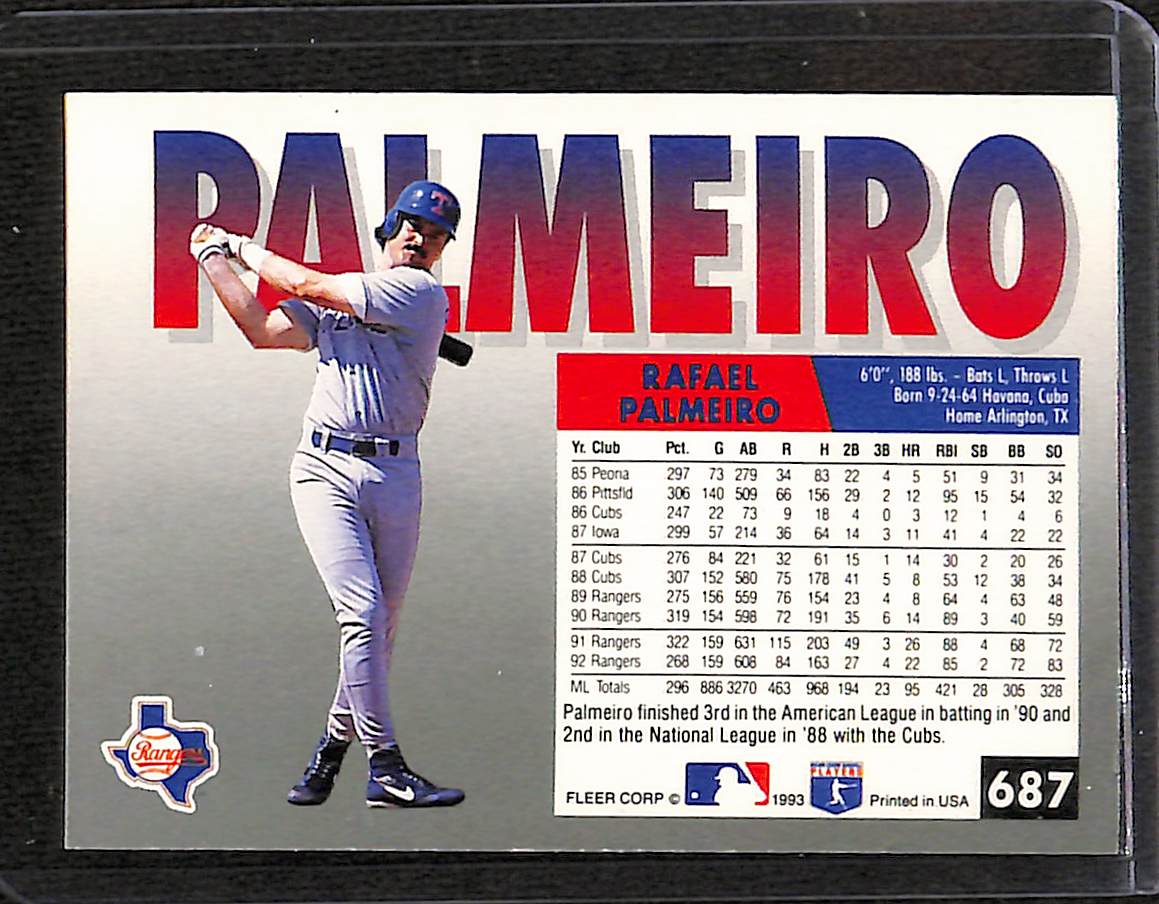 PALMEIRO
T
RAFAEL
PALMEIRO
6'0", 188 lbs. - Bats L, Throws L
Born 9-24-64 Havana, Cuba
Home Arlington, TX
Yr. Club Pct. G AB R H 2B 3B HR RBI SB BB SO
85 Peoria 297 73 279 34 83 22 4 5 51 9 31 34
86 Pittsfld 306 140 509 66 156 29 2 12 95 15 54 32
86 Cubs 247 22 73 9 18 4 0 3 12 1 4 6
87 Iowa 299 57 214 36 64 14 3 11 41 4 22 22
87 Cubs 276 84 221 32 61 15 1 14 30 2 20 26
88 Cubs 307 152 580 75 178 41 5 8 53 12 38 34
89 Rangers 275 156 559 76 154 23 4 8 64 4 63 48
90 Rangers 319 154 598 72 191 35 6 14 89 3 40 59
91 Rangers 322 159 631 115 203 49 3 26 88 4 68 72
92 Rangers 268 159 608 84 163 27 4 22 85 2 72 83
ML Totals 296 886 3270 463 968 194 23 95 421 28 305 328
Palmeiro finished 3rd in the American League in batting in '90 and
2nd in the National League in '88 with the Cubs.
Rangers
FLEER CORP © 1993 PLAYERS Printed in USA
687